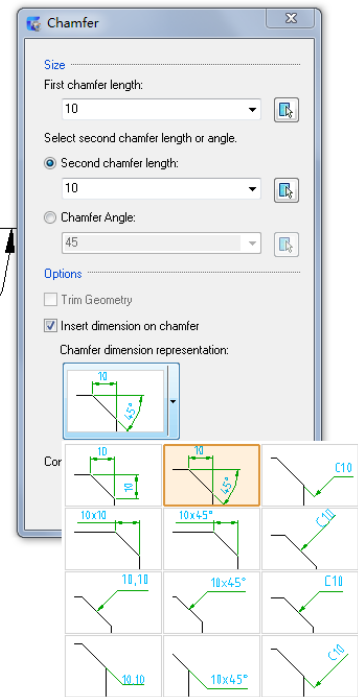 Chamfer
Size
First chamfer length:
10
Select second chamfer length or angle.
Second chamfer length:
10
Chamfer Angle:
45
Options
Trim Geometry
Insert dimension on chamfer
Chamfer dimension representation:
10
45°
Cor
10
10
10
45°
C10
10x10
10x45°
C10
10,10
10x45°
C10
10,10
10x45°
C10